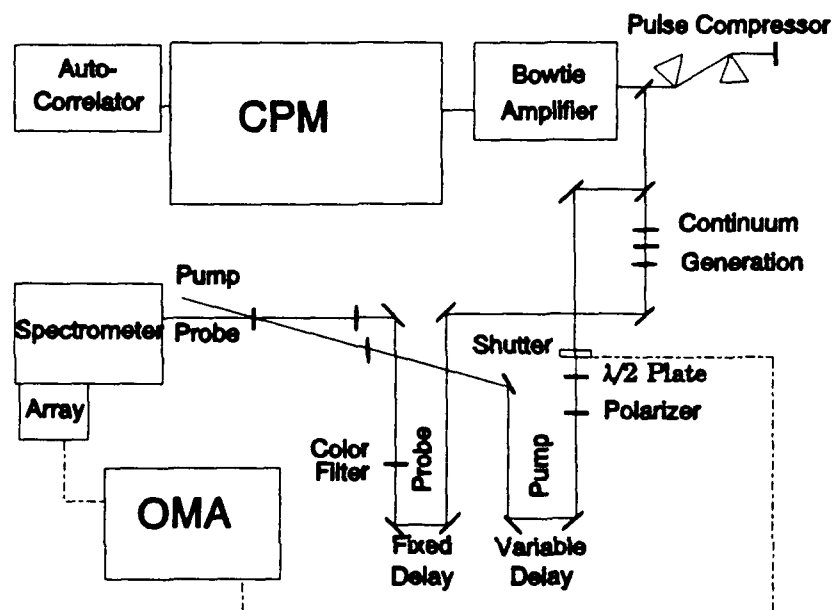 Pulse Compressor
Auto-
Correlator
CPM
Bowtie
Amplifier
Continuum
Generation
Pump
Spectrometer
Probe
Shutter
λ/2 Plate
Polarizer
Array
Color
Filter
Probe
Pump
OMA
Fixed
Delay
Variable
Delay